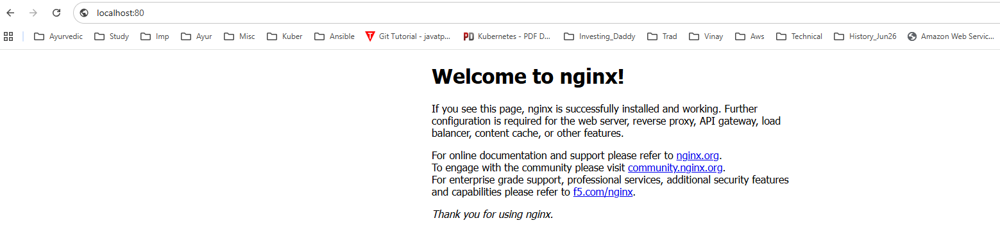 localhost:80
Ayurvedic Study Imp Ayur Misc Kuber Ansible Git Tutorial - javatp... PD Kubernetes - PDF D... Investing_Daddy Trad Vinay Aws Technical History_Jun26 Amazon Web Servic...
Welcome to nginx!
If you see this page, nginx is successfully installed and working. Further
configuration is required for the web server, reverse proxy, API gateway, load
balancer, content cache, or other features.
For online documentation and support please refer to nginx.org.
To engage with the community please visit community.nginx.org.
For enterprise grade support, professional services, additional security features
and capabilities please refer to f5.com/nginx.
Thank you for using nginx.